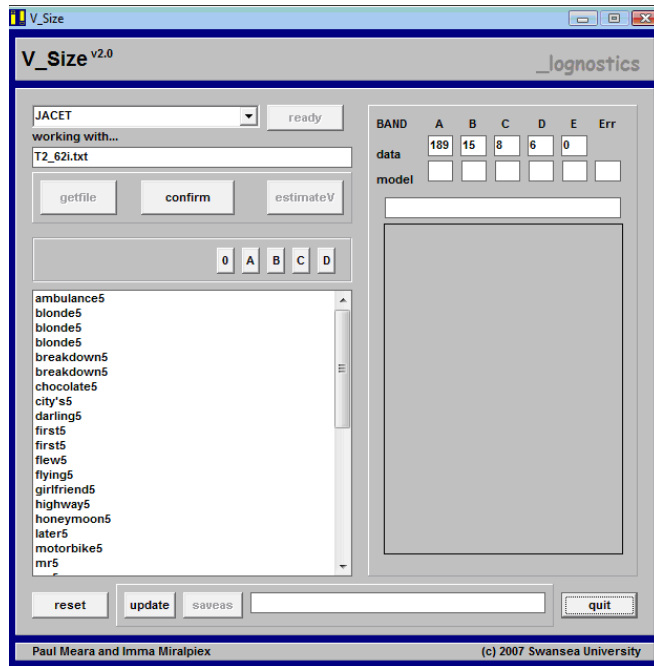 V_Size
V_Size v2.0
_lognostics
JACET
ready
working with...
T2_62i.txt
getfile
confirm
estimateV
0 A B C D
ambulance5
blonde5
blonde5
blonde5
breakdown5
breakdown5
chocolate5
city's5
darling5
first5
first5
flew5
flying5
girlfriend5
highway5
honeymoon5
later5
motorbike5
mr5
BAND A B C D E Err
data 189 15 8 6 0
model
reset
update
saveas
quit
Paul Meara and Imma Miralpiex
(c) 2007 Swansea University